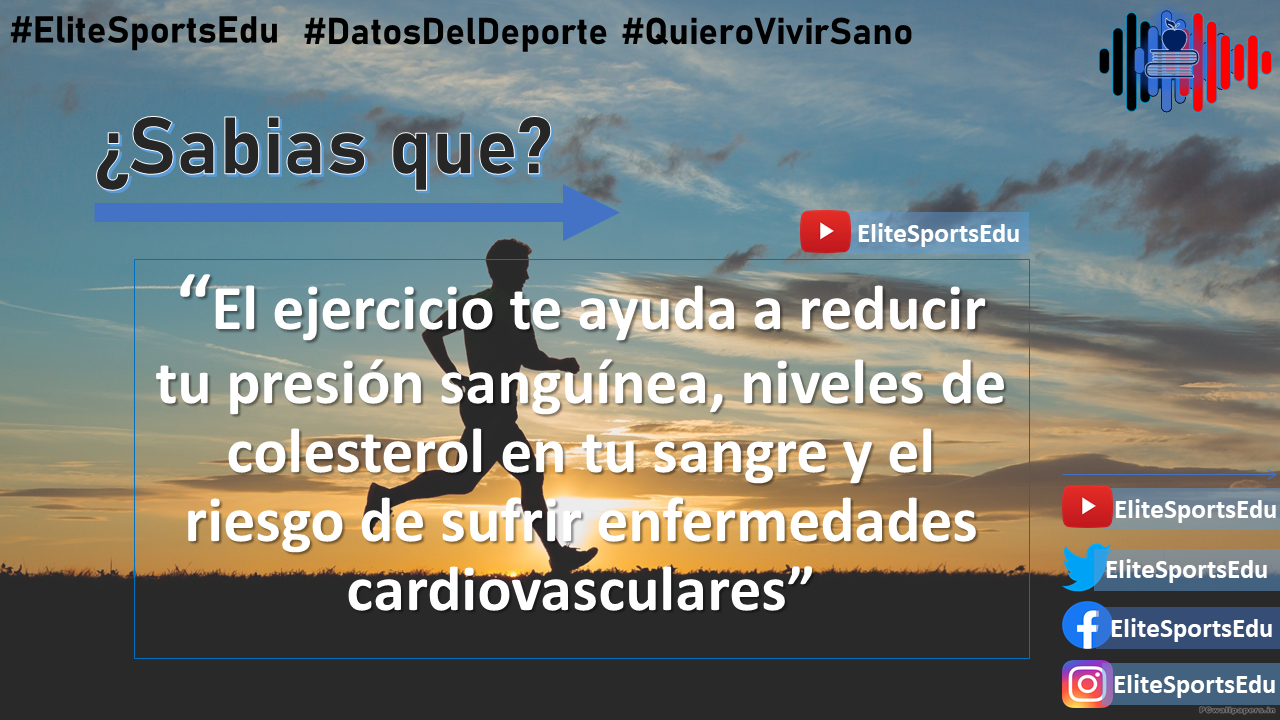 #EliteSportsEdu #DatosDelDeporte #QuieroVivirSano
¿Sabias que?
EliteSportsEdu
“El ejercicio te ayuda a reducir
tu presión sanguínea, niveles de
colesterol en tu sangre y el
riesgo de sufrir enfermedades
cardiovasculares”
EliteSportsEdu
EliteSportsEdu
EliteSportsEdu
EliteSportsEdu
PCwallpapers.in